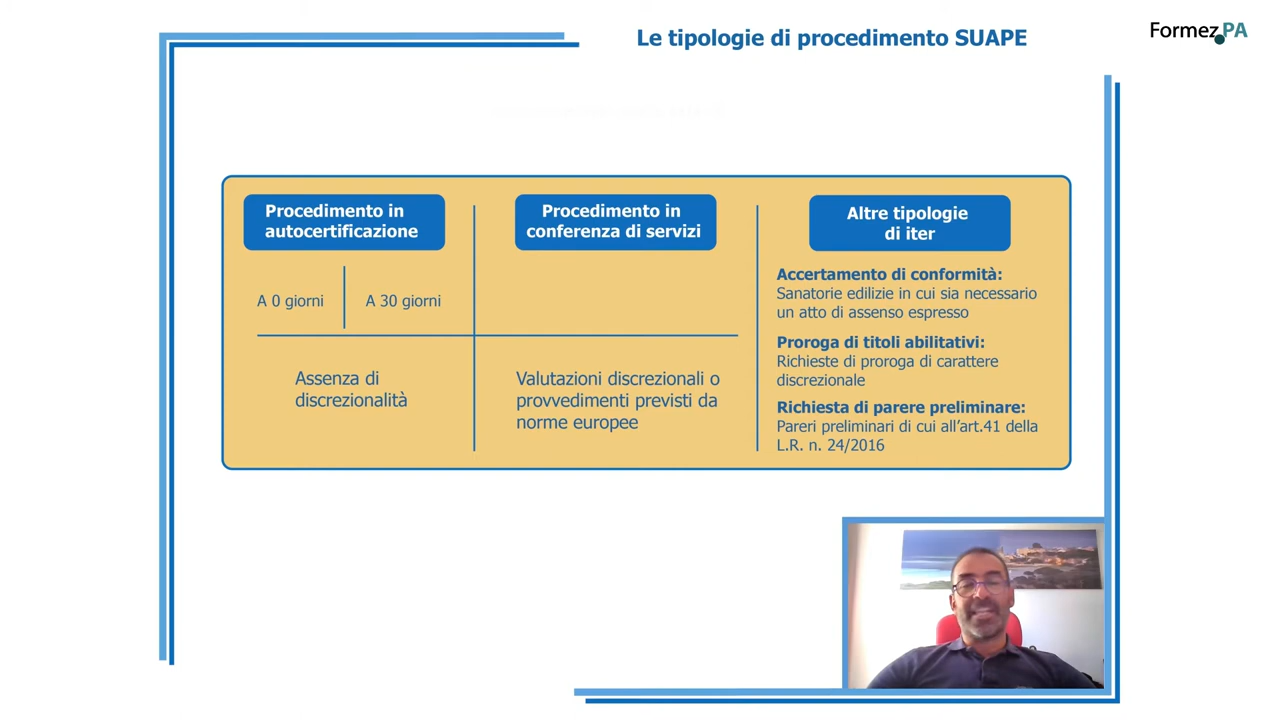 Le tipologie di procedimento SUAPE
Formez.PA
Procedimento in
autocertificazione
A 0 giorni
A 30 giorni
Assenza di
discrezionalità
Procedimento in
conferenza di servizi
Valutazioni discrezionali o
provvedimenti previsti da
norme europee
Altre tipologie
di iter
Accertamento di conformità:
Sanatorie edilizie in cui sia necessario
un atto di assenso espresso
Proroga di titoli abilitativi:
Richieste di proroga di carattere
discrezionale
Richiesta di parere preliminare:
Pareri preliminari di cui all’art.41 della
L.R. n. 24/2016